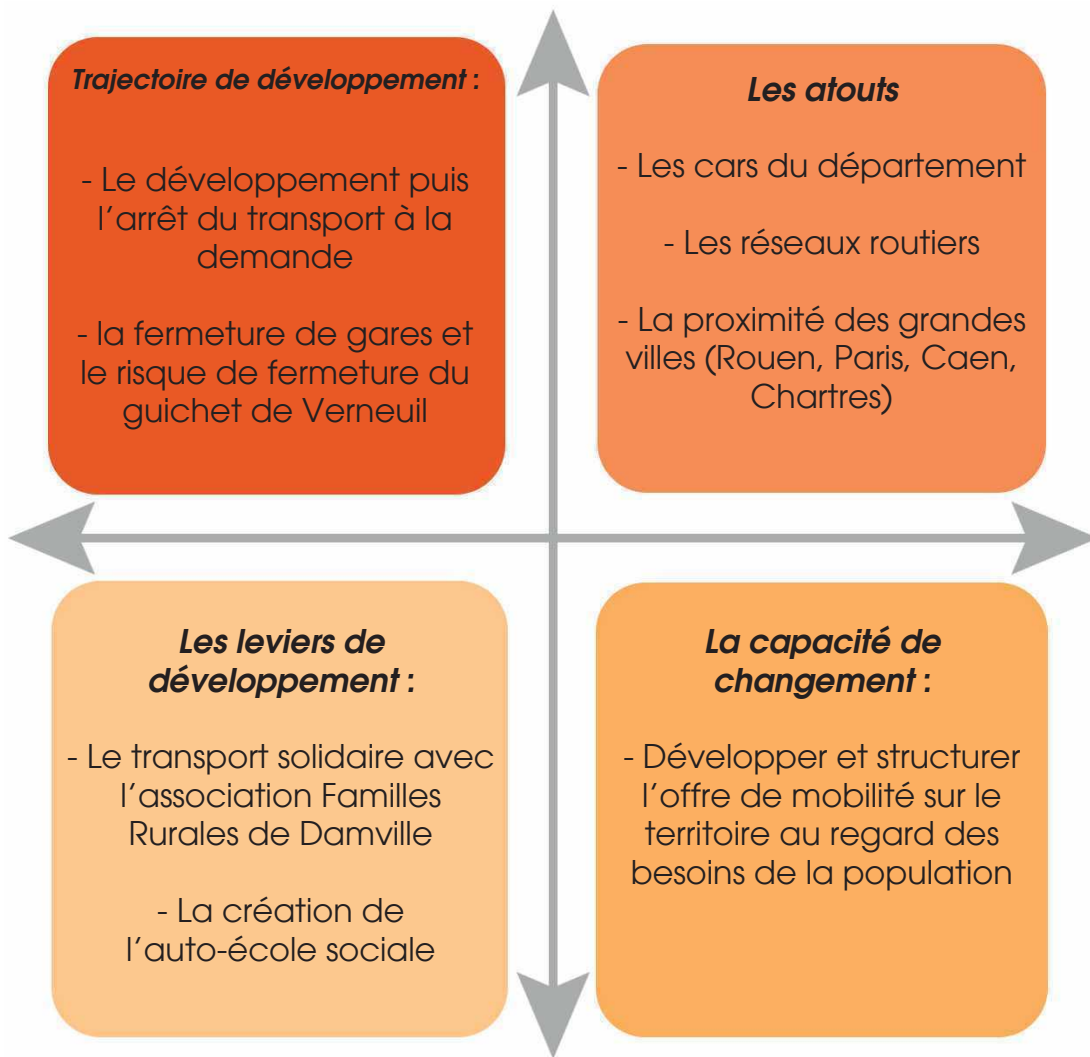 Trajectoire de développement :
- Le développement puis
l'arrêt du transport à la
demande
- la fermeture de gares et
le risque de fermeture du
guichet de Verneuil
Les atouts
- Les cars du département
- Les réseaux routiers
- La proximité des grandes
villes (Rouen, Paris, Caen,
Chartres)
Les leviers de
développement :
- Le transport solidaire avec
l'association Familles
Rurales de Damville
- La création de
l'auto-école sociale
La capacité de
changement :
- Développer et structurer
l'offre de mobilité sur le
territoire au regard des
besoins de la population